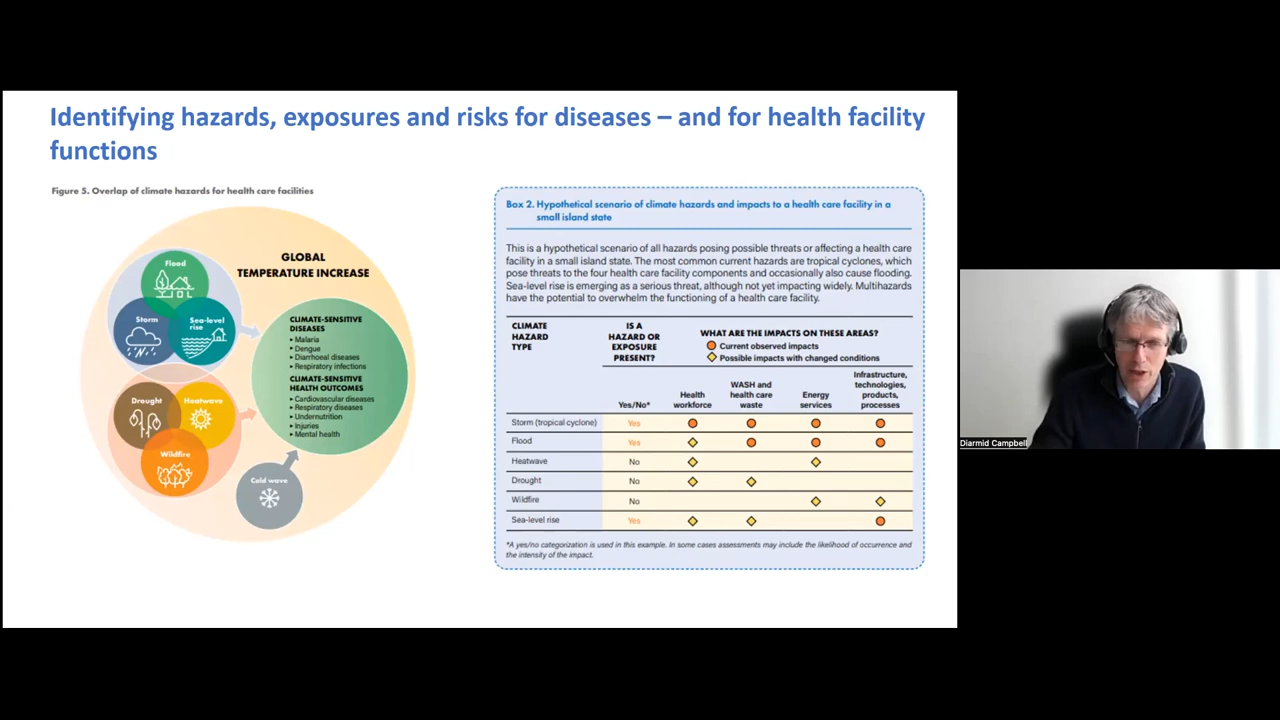 Identifying hazards, exposures and risks for diseases – and for health facility
functions
Figure 5. Overlap of climate hazards for health care facilities
GLOBAL
TEMPERATURE INCREASE
Flood
Storm
Sea-level
rise
Drought
Heatwave
Wildfire
Cold wave
CLIMATE-SENSITIVE
DISEASES
▸ Malaria
▸ Dengue
▸ Diarrhoeal diseases
▸ Respiratory infections
CLIMATE-SENSITIVE
HEALTH OUTCOMES
▸ Cardiovascular diseases
▸ Respiratory diseases
▸ Undernutrition
▸ Injuries
▸ Mental health
Box 2. Hypothetical scenario of climate hazards and impacts to a health care facility in a
small island state
This is a hypothetical scenario of all hazards posing possible threats or affecting a health care
facility in a small island state. The most common current hazards are tropical cyclones, which
pose threats to the four health care facility components and occasionally also cause flooding.
Sea-level rise is emerging as a serious threat, although not yet impacting widely. Multihazards
have the potential to overwhelm the functioning of a health care facility.
CLIMATE
HAZARD
TYPE
IS A
HAZARD OR
EXPOSURE
PRESENT?
WHAT ARE THE IMPACTS ON THESE AREAS?
Current observed impacts
Possible impacts with changed conditions
Yes/No*
Health
workforce
WASH and
health care
waste
Energy
services
Infrastructure,
technologies,
products,
processes
Storm (tropical cyclone) Yes
Flood Yes
Heatwave No
Drought No
Wildfire No
Sea-level rise Yes
*A yes/no categorization is used in this example. In some cases assessments may include the likelihood of occurrence and
the intensity of the impact.
Diarmid Campbell